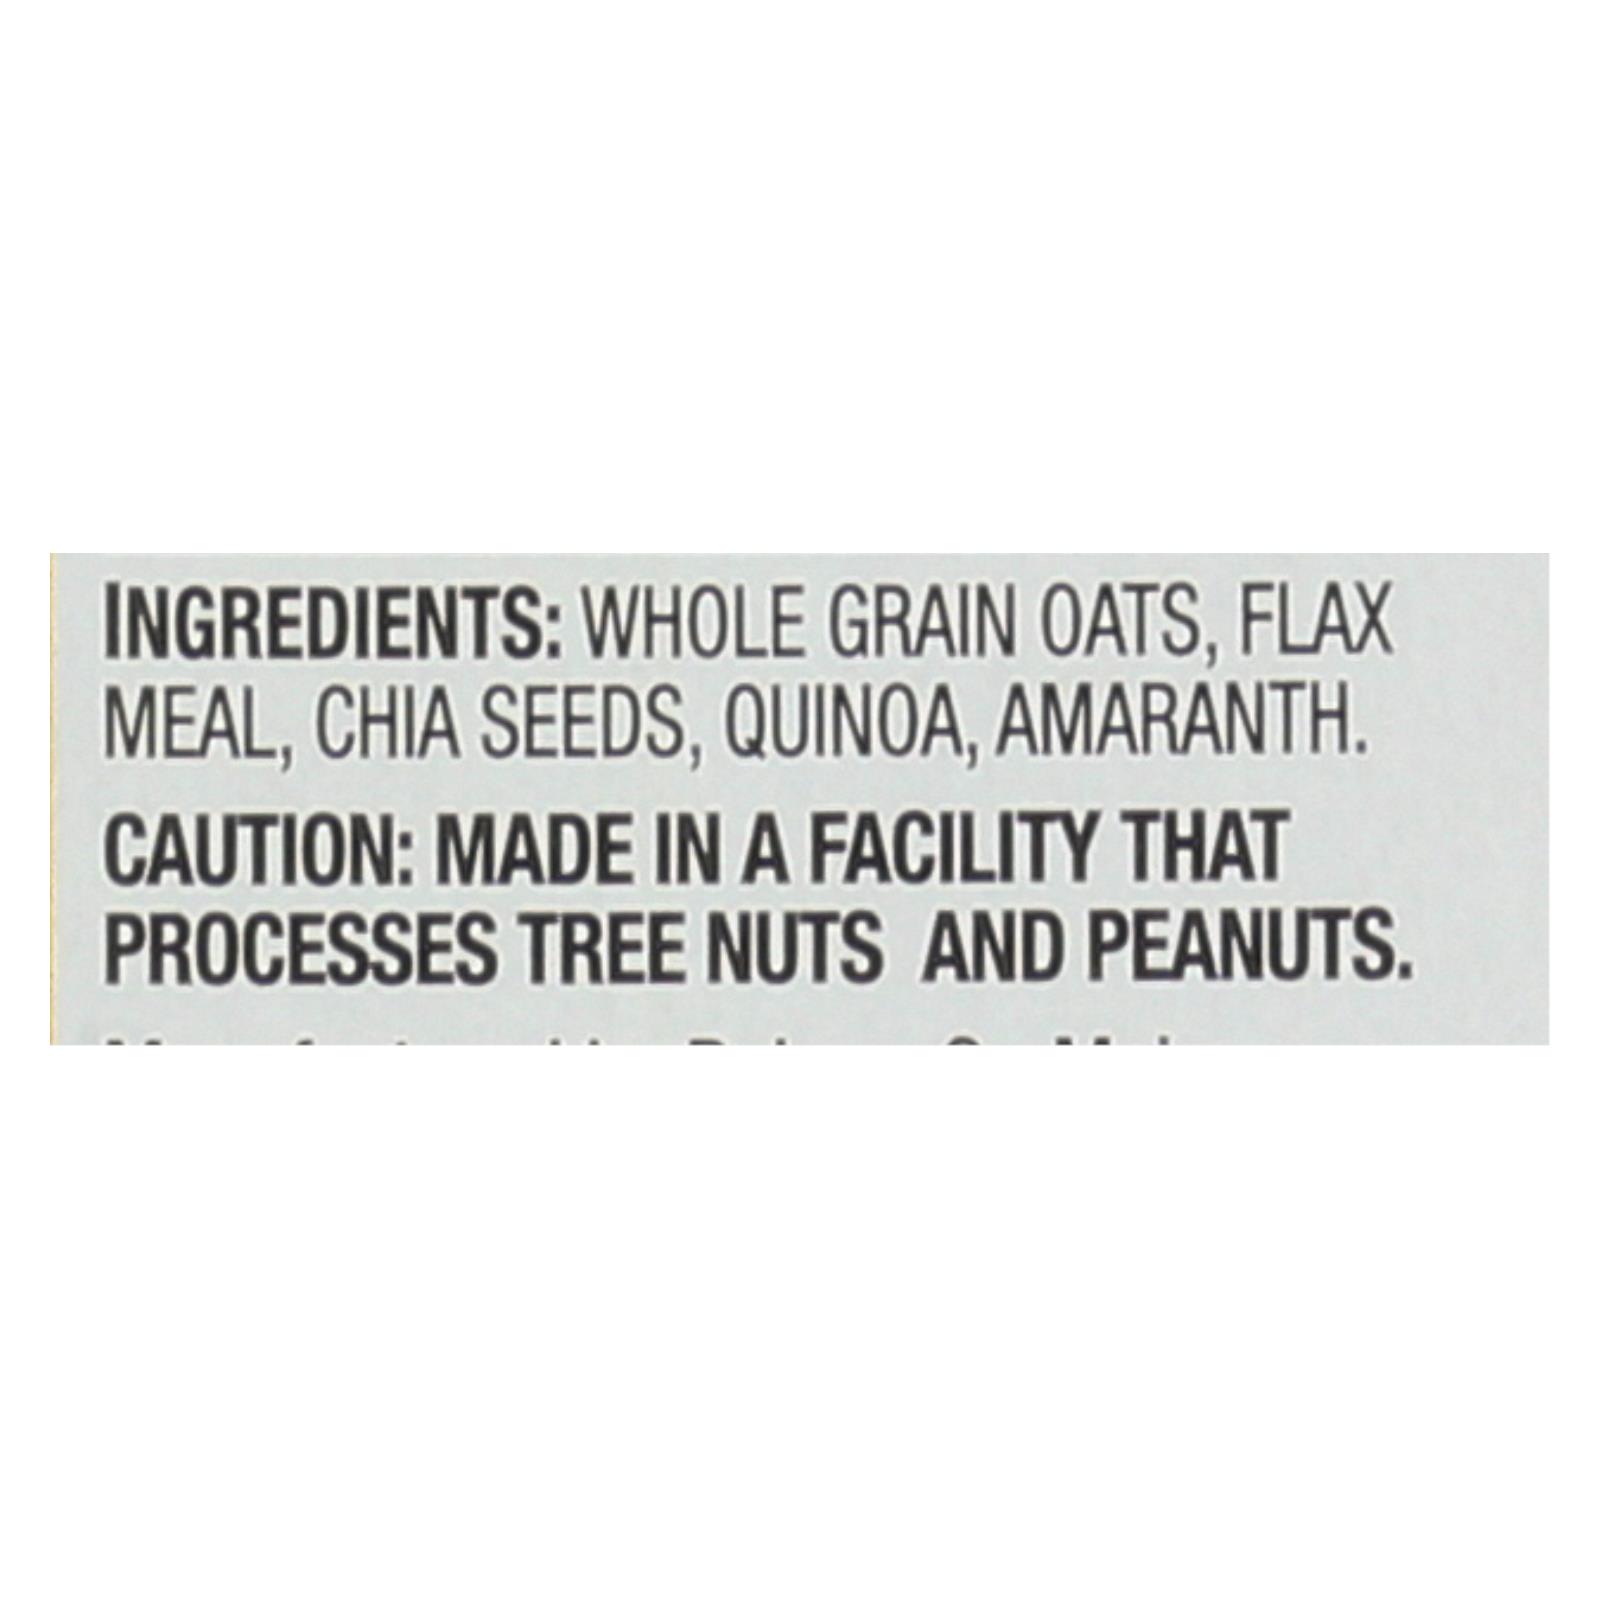 INGREDIENTS: WHOLE GRAIN OATS, FLAX
MEAL, CHIA SEEDS, QUINOA, AMARANTH.
CAUTION: MADE IN A FACILITY THAT
PROCESSES TREE NUTS  AND PEANUTS.